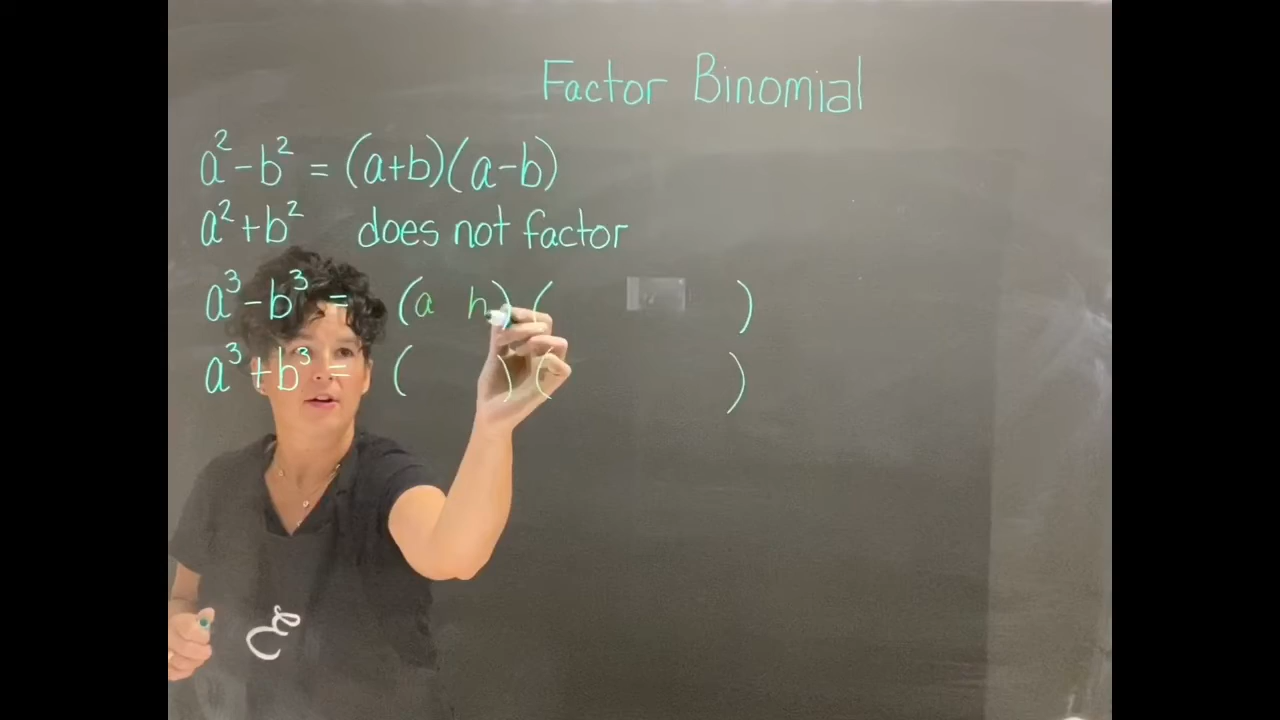 Factor Binomial
a² - b² = (a+b)(a-b)
a² + b² does not factor
a³ - b³ = (a h) ( )
a³ + b³ = ( ) ( )